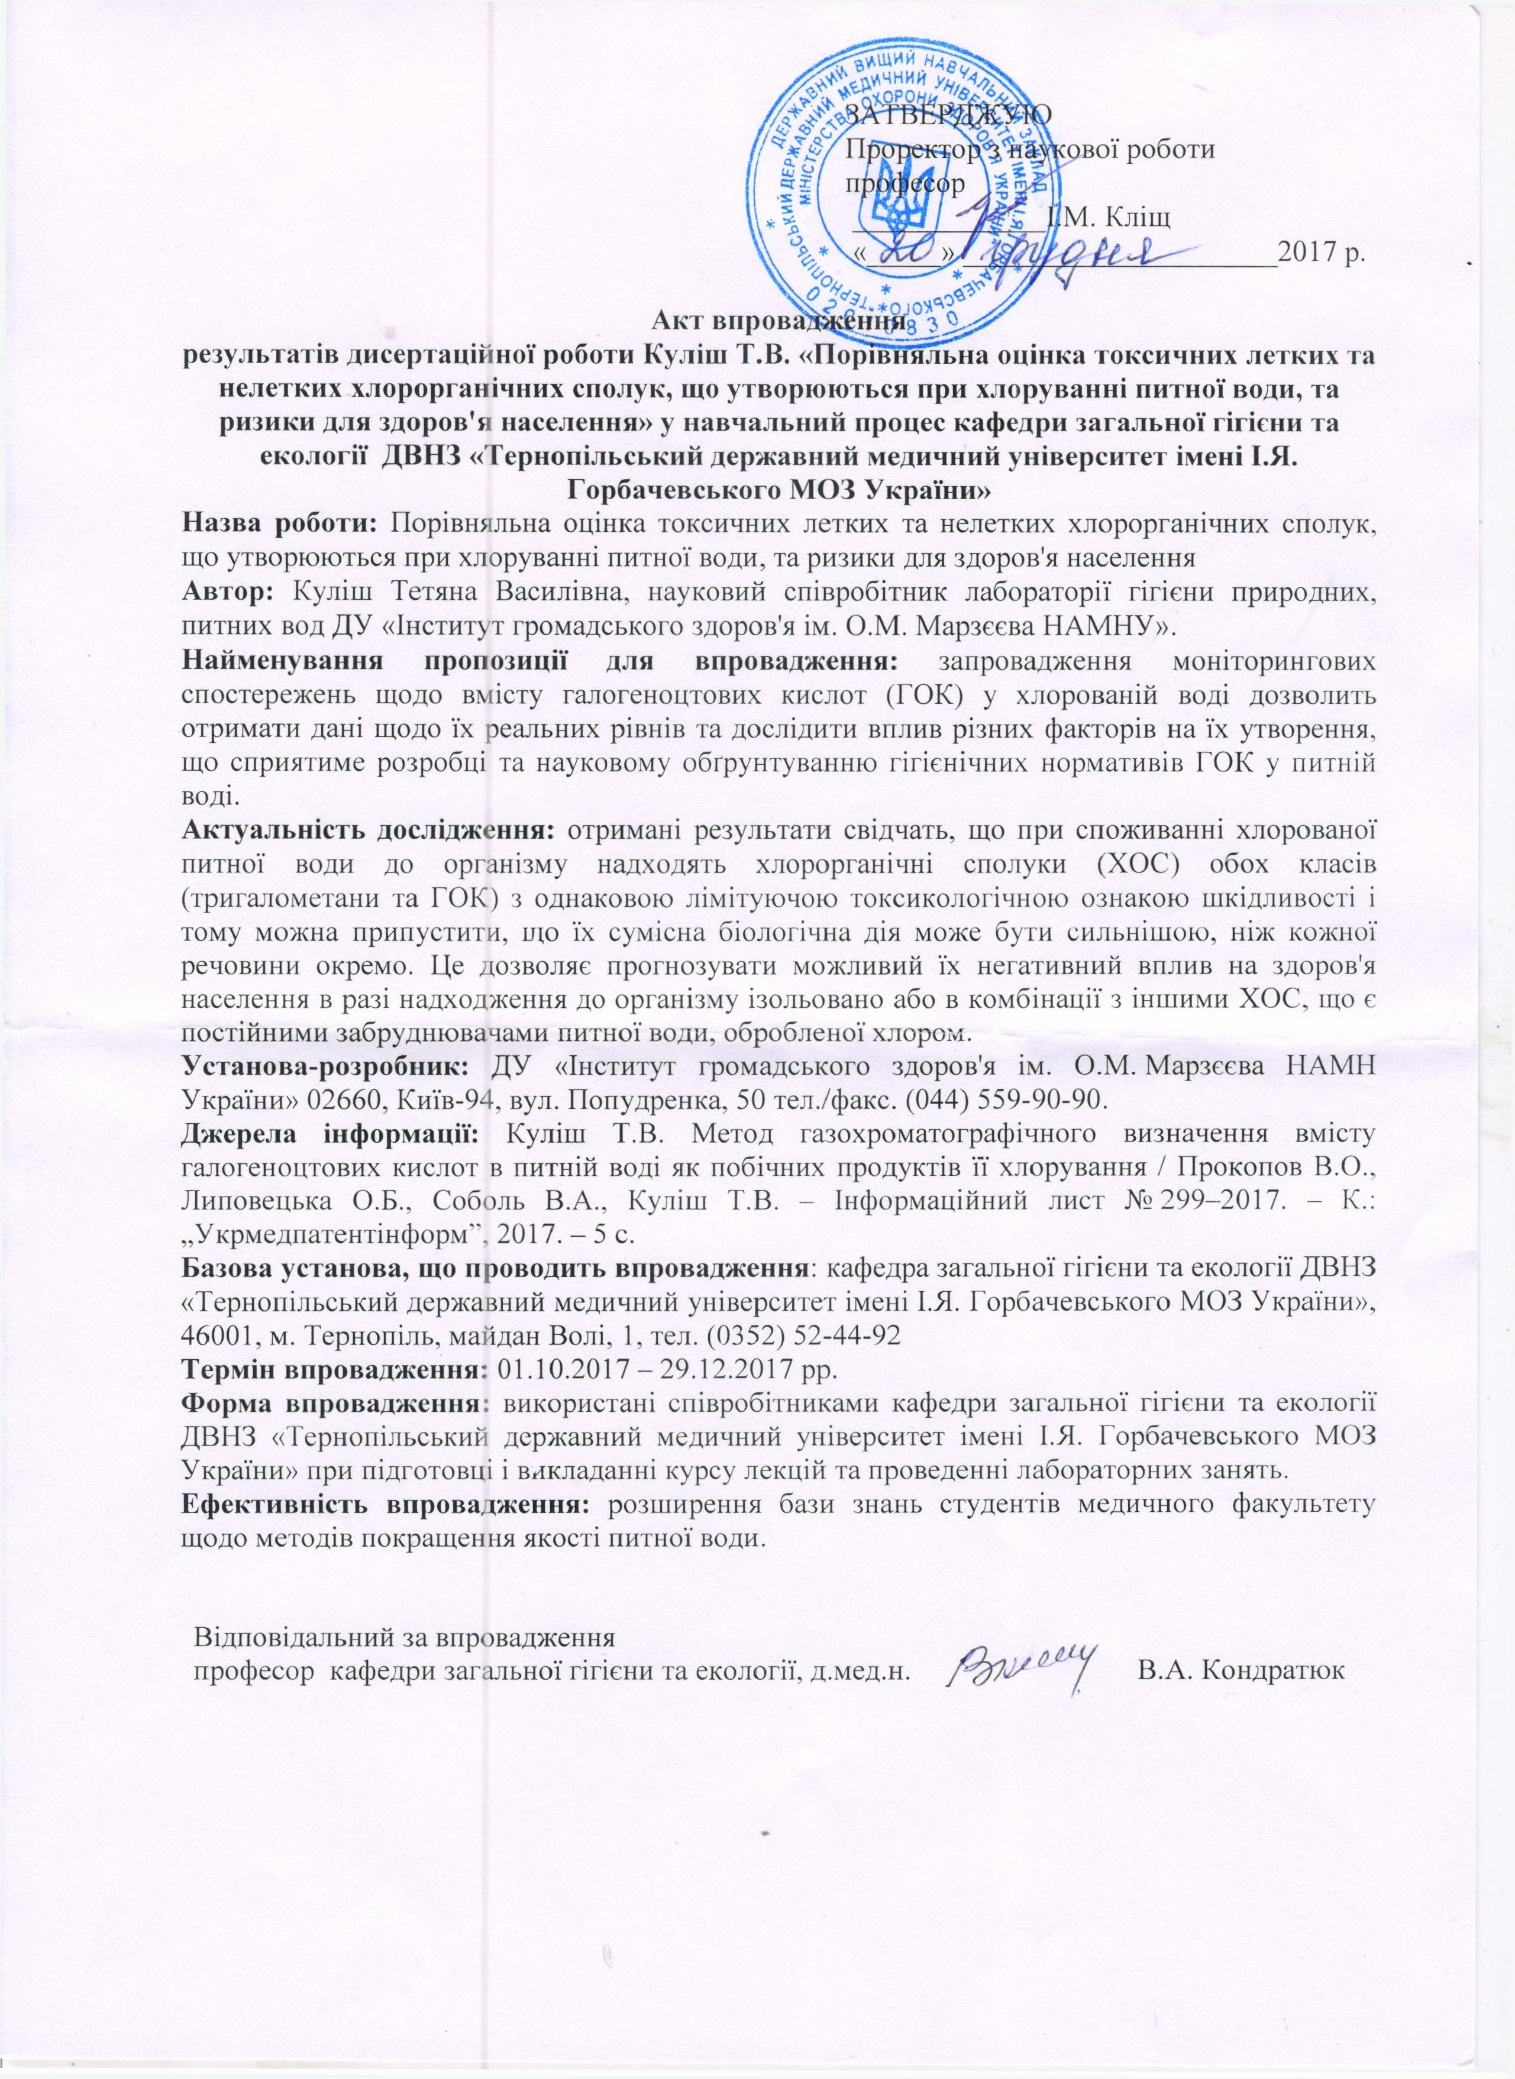 ДЕРЖАВНИЙ ВИЩИЙ НАВЧАЛЬНИЙ ЗАКЛАД
ТЕРНОПІЛЬСЬКИЙ ДЕРЖАВНИЙ МЕДИЧНИЙ УНІВЕРСИТЕТ ІМЕНІ І.Я. ГОРБАЧЕВСЬКОГО
МІНІСТЕРСТВА ОХОРОНИ ЗДОРОВ'Я УКРАЇНИ
ЗАТВЕРДЖУЮ
Проректор з наукової роботи
професор
І.М. Кліщ
«20» грудня 2017 р.
Акт впровадження
результатів дисертаційної роботи Куліш Т.В. «Порівняльна оцінка токсичних летких та
нелетких хлорорганічних сполук, що утворюються при хлоруванні питної води, та
ризики для здоров'я населення» у навчальний процес кафедри загальної гігієни та
екології ДВНЗ «Тернопільський державний медичний університет імені І.Я.
Горбачевського МОЗ України»
Назва роботи: Порівняльна оцінка токсичних летких та нелетких хлорорганічних сполук,
що утворюються при хлоруванні питної води, та ризики для здоров'я населення
Автор: Куліш Тетяна Василівна, науковий співробітник лабораторії гігієни природних,
питних вод ДУ «Інститут громадського здоров'я ім. О.М. Марзєєва НАМНУ».
Найменування пропозиції для впровадження: запровадження моніторингових
спостережень щодо вмісту галогеноцтових кислот (ГОК) у хлорованій воді дозволить
отримати дані щодо їх реальних рівнів та дослідити вплив різних факторів на їх утворення,
що сприятиме розробці та науковому обґрунтуванню гігієнічних нормативів ГОК у питній
воді.
Актуальність дослідження: отримані результати свідчать, що при споживанні хлорованої
питної води до організму надходять хлорорганічні сполуки (ХОС) обох класів
(тригалометани та ГОК) з однаковою лімітуючою токсикологічною ознакою шкідливості і
тому можна припустити, що їх сумісна біологічна дія може бути сильнішою, ніж кожної
речовини окремо. Це дозволяє прогнозувати можливий їх негативний вплив на здоров'я
населення в разі надходження до організму ізольовано або в комбінації з іншими ХОС, що є
постійними забруднювачами питної води, обробленої хлором.
Установа-розробник: ДУ «Інститут громадського здоров'я ім. О.М. Марзєєва НАМН
України» 02660, Київ-94, вул. Попудренка, 50 тел./факс. (044) 559-90-90.
Джерела інформації: Куліш Т.В. Метод газохроматографічного визначення вмісту
галогеноцтових кислот в питній воді як побічних продуктів її хлорування / Прокопов В.О.,
Липовецька О.Б., Соболь В.А., Куліш Т.В. – Інформаційний лист № 299–2017. – К.:
„Укрмедпатентінформ”, 2017. – 5 с.
Базова установа, що проводить впровадження: кафедра загальної гігієни та екології ДВНЗ
«Тернопільський державний медичний університет імені І.Я. Горбачевського МОЗ України»,
46001, м. Тернопіль, майдан Волі, 1, тел. (0352) 52-44-92
Термін впровадження: 01.10.2017 – 29.12.2017 рр.
Форма впровадження: використані співробітниками кафедри загальної гігієни та екології
ДВНЗ «Тернопільський державний медичний університет імені І.Я. Горбачевського МОЗ
України» при підготовці і викладанні курсу лекцій та проведенні лабораторних занять.
Ефективність впровадження: розширення бази знань студентів медичного факультету
щодо методів покращення якості питної води.
Відповідальний за впровадження
професор кафедри загальної гігієни та екології, д.мед.н. В.А. Кондратюк